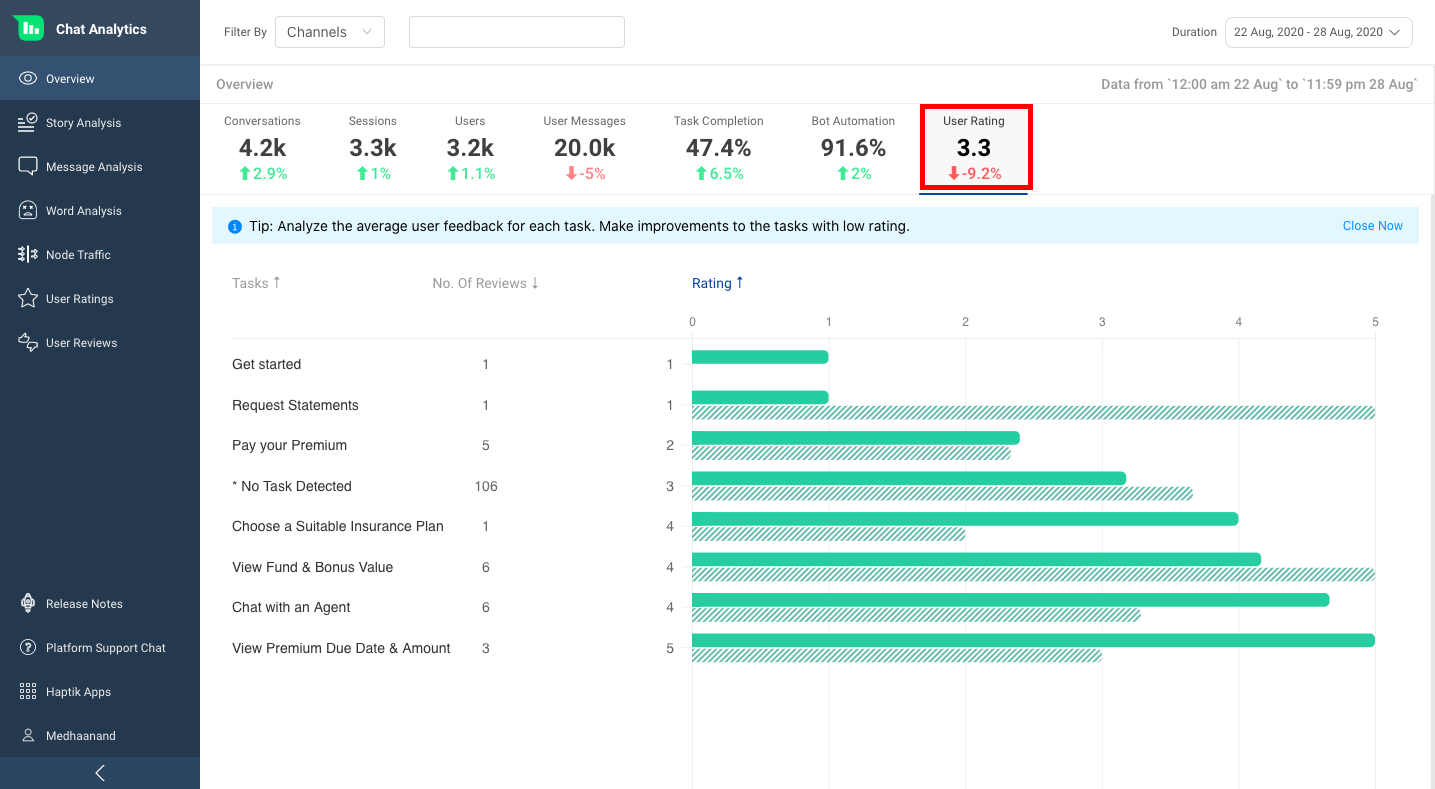 Chat Analytics
Overview
Story Analysis
Message Analysis
Word Analysis
Node Traffic
User Ratings
User Reviews
Release Notes
Platform Support Chat
Haptik Apps
Medhaanand
Filter By Channels
Duration 22 Aug, 2020 - 28 Aug, 2020
Overview Data from `12:00 am 22 Aug` to `11:59 pm 28 Aug`
Conversations Sessions Users User Messages Task Completion Bot Automation User Rating
4.2k 3.3k 3.2k 20.0k 47.4% 91.6% 3.3
2.9% 1% 1.1% -5% 6.5% 2% -9.2%
Tip: Analyze the average user feedback for each task. Make improvements to the tasks with low rating. Close Now
Tasks ↑ No. Of Reviews ↓ Rating ↑
0 1 2 3 4 5
Get started 1 1
Request Statements 1 1
Pay your Premium 5 2
* No Task Detected 106 3
Choose a Suitable Insurance Plan 1 4
View Fund & Bonus Value 6 4
Chat with an Agent 6 4
View Premium Due Date & Amount 3 5